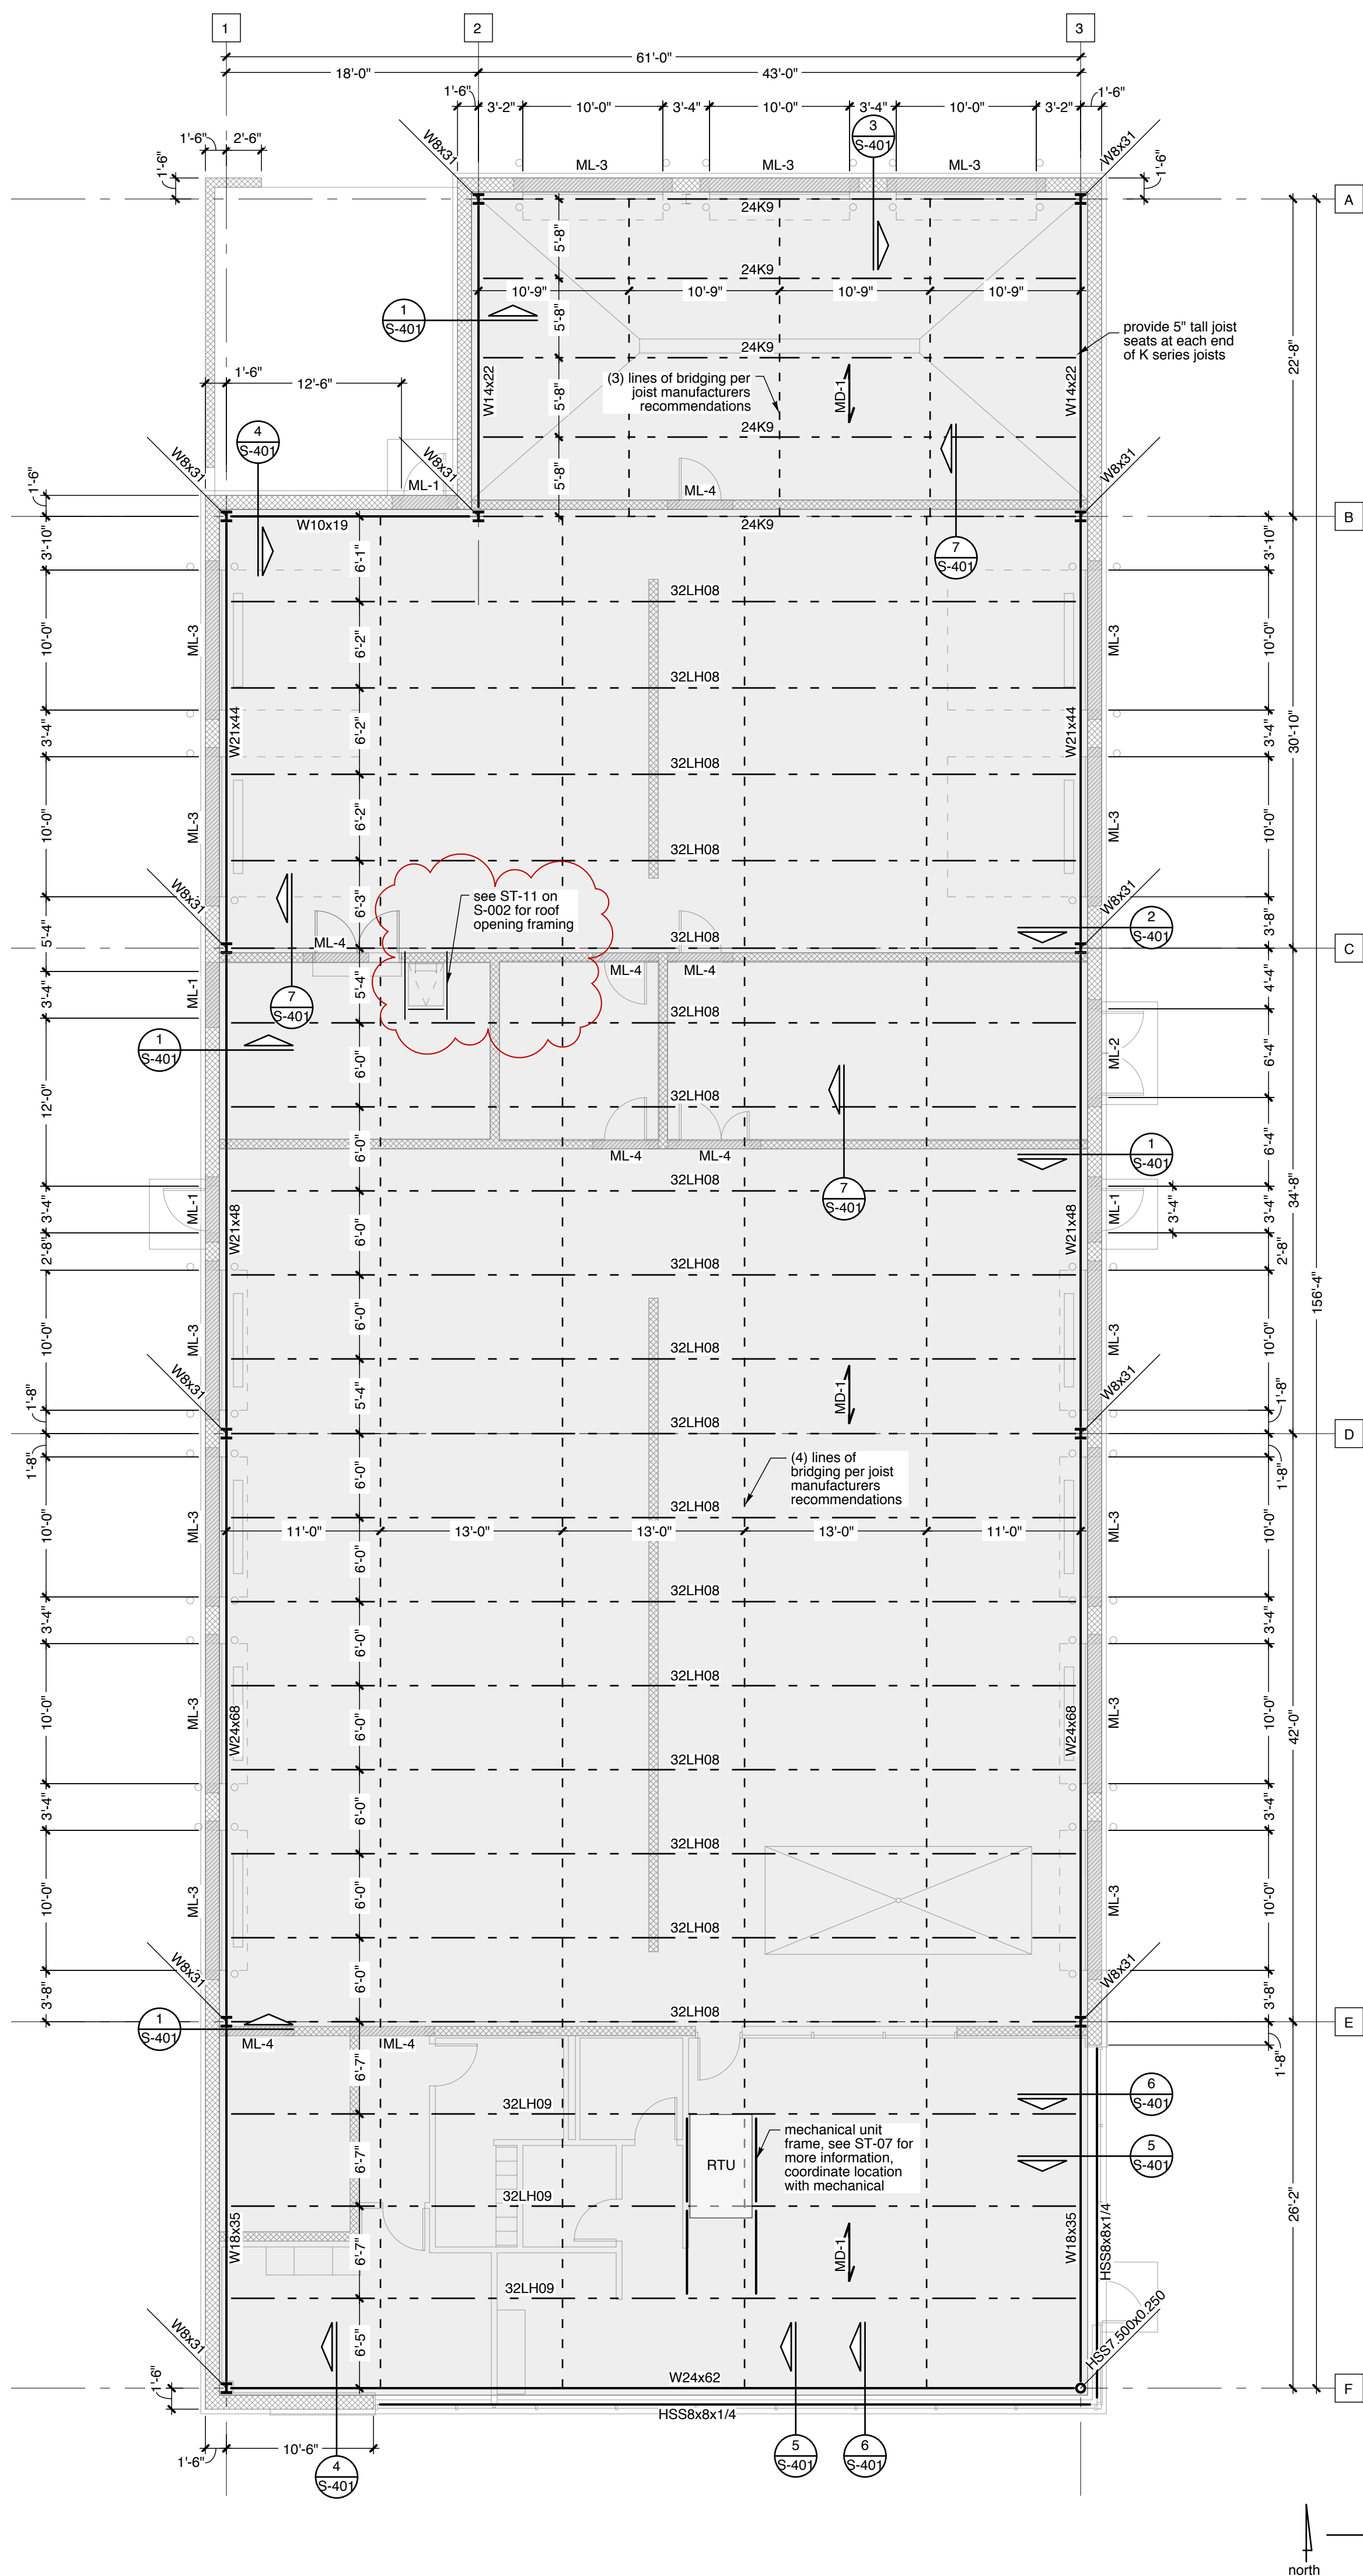 1
2
3
61'-0"
18'-0"
43'-0"
1'-6"
3'-2"
10'-0"
3'-4"
10'-0"
3'-4"
10'-0"
3'-2"
1'-6"
1'-6"
2'-6"
1'-6"
W8x31
ML-3
ML-3
3
S-401
ML-3
W8x31
1'-6"
A
24K9
5'-8"
24K9
10'-9"
10'-9"
10'-9"
10'-9"
1
S-401
5'-8"
provide 5" tall joist
seats at each end
of K series joists
22'-8"
24K9
1'-6"
12'-6"
W14x22
5'-8"
(3) lines of bridging per
joist manufacturers
recommendations
MD-1
W14x22
24K9
4
S-401
W8x31
W8x31
W8x31
5'-8"
ML-1
ML-4
1'-6"
W10x19
24K9
B
3'-10"
6'-1"
7
S-401
3'-10"
32LH08
10'-0"
ML-3
6'-2"
ML-3
10'-0"
32LH08
3'-4"
W21x44
6'-2"
W21x44
3'-4"
30'-10"
32LH08
10'-0"
ML-3
6'-2"
ML-3
10'-0"
32LH08
W8x31
6'-3"
see ST-11 on
S-002 for roof
opening framing
W8x31
5'-4"
ML-4
32LH08
2
S-401
3'-8"
C
3'-4"
ML-1
5'-4"
ML-4
ML-4
4'-4"
7
S-401
32LH08
1
S-401
ML-2
6'-4"
12'-0"
6'-0"
32LH08
6'-0"
ML-4
ML-4
1
S-401
6'-4"
3'-4"
ML-1
32LH08
7
S-401
ML-1
3'-4"
3'-4"
34'-8"
2'-8"
W21x48
6'-0"
W21x48
2'-8"
32LH08
156'-4"
10'-0"
ML-3
6'-0"
ML-3
10'-0"
32LH08
1'-8"
W8x31
5'-4"
MD-1
W8x31
1'-8"
32LH08
D
1'-8"
6'-0"
(4) lines of
bridging per joist
manufacturers
recommendations
1'-8"
10'-0"
ML-3
32LH08
ML-3
10'-0"
11'-0"
13'-0"
13'-0"
13'-0"
11'-0"
6'-0"
32LH08
3'-4"
6'-0"
3'-4"
32LH08
10'-0"
ML-3
W24x68
6'-0"
W24x68
ML-3
10'-0"
42'-0"
32LH08
3'-4"
6'-0"
3'-4"
32LH08
10'-0"
ML-3
6'-0"
ML-3
10'-0"
32LH08
3'-8"
W8x31
6'-0"
W8x31
3'-8"
1
S-401
32LH08
E
ML-4
ML-4
1'-8"
6'-7"
6
S-401
32LH09
mechanical unit
frame, see ST-07 for
more information,
coordinate location
with mechanical
RTU
6'-7"
5
S-401
32LH09
W18x35
6'-7"
MD-1
W18x35
HSS8x8x1/4
26'-2"
32LH09
W8x31
6'-5"
HSS7.500x0.250
1'-6"
W24x62
F
HSS8x8x1/4
1'-6"
10'-6"
4
S-401
5
S-401
6
S-401
north